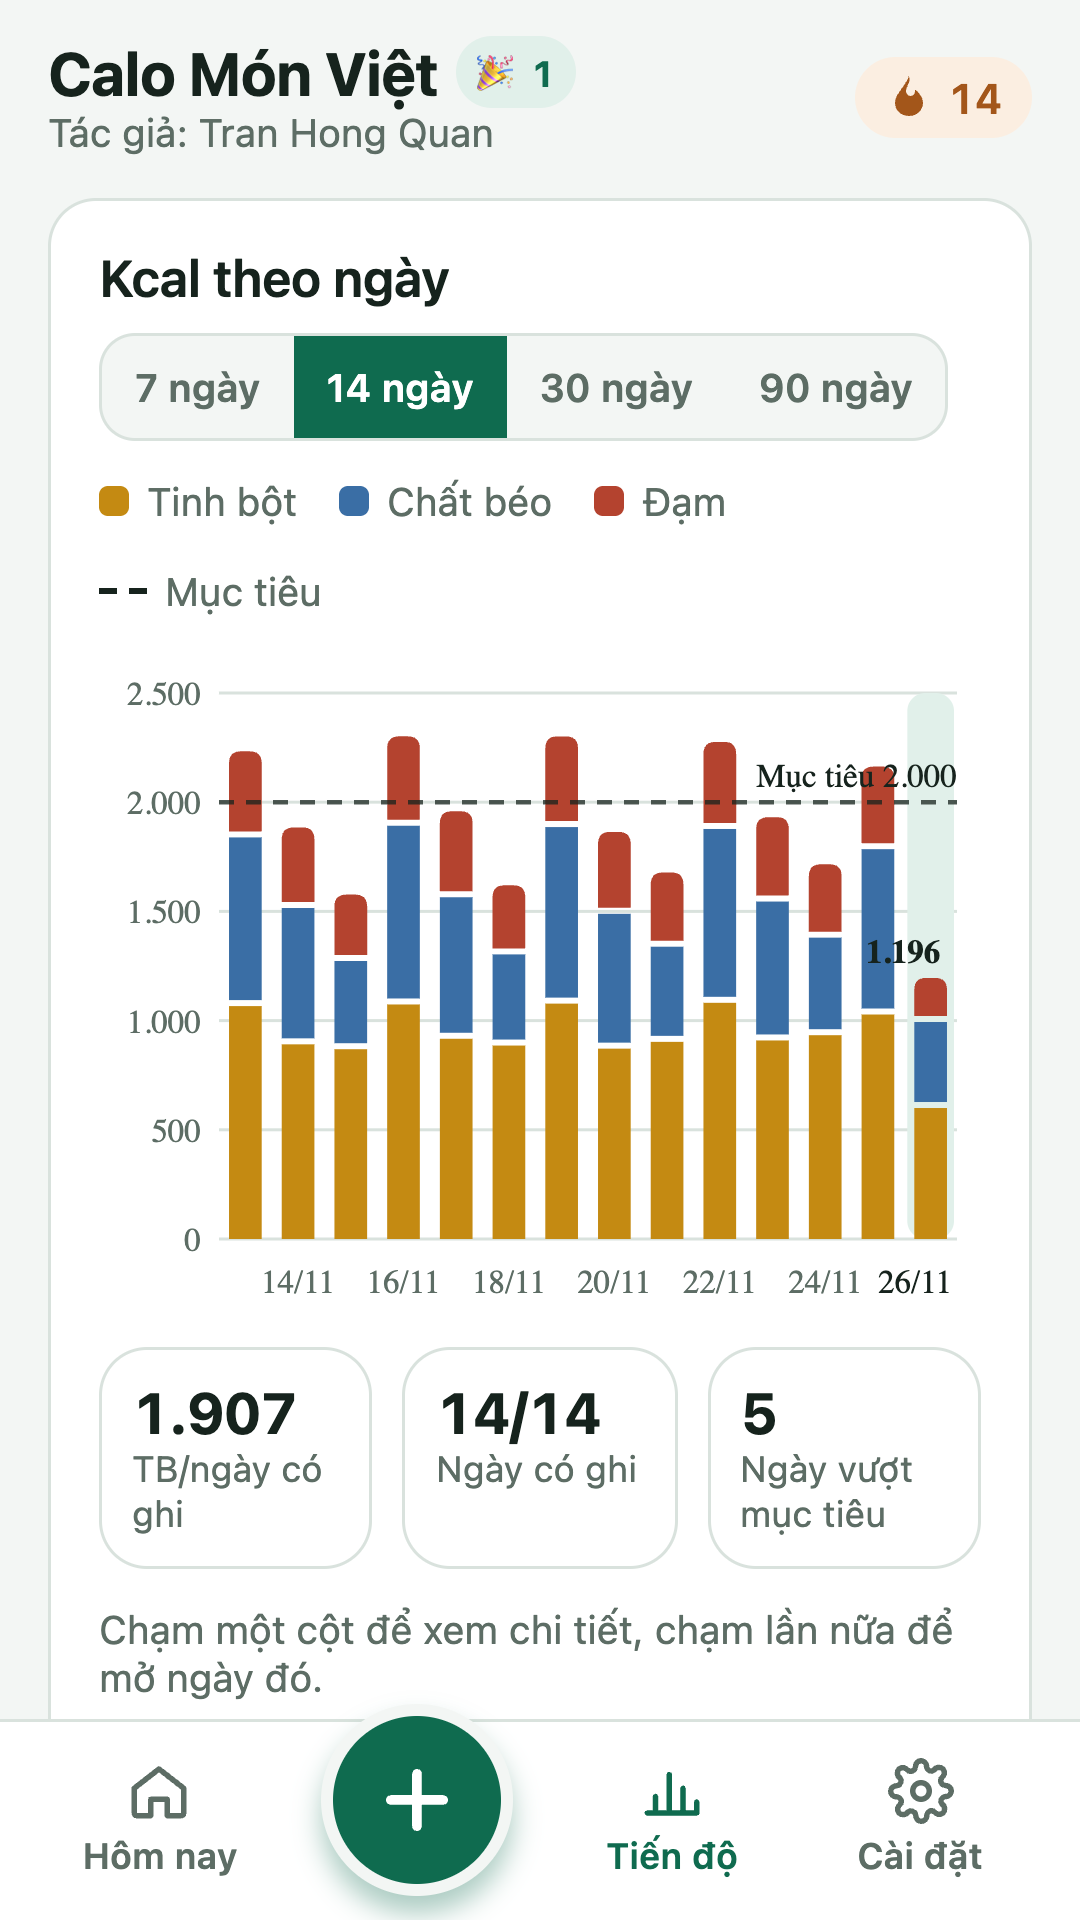 Calo Món Việt 🎉 1
14
Tác giả: Tran Hong Quan
Kcal theo ngày
7 ngày 14 ngày 30 ngày 90 ngày
Tinh bột Chất béo Đạm
Mục tiêu
2.500
Mục tiêu 2.000
2.000
1.500
1.196
1.000
500
0
14/11 16/11 18/11 20/11 22/11 24/11 26/11
1.907 14/14 5
TB/ngày có Ngày có ghi Ngày vượt
ghi mục tiêu
Chạm một cột để xem chi tiết, chạm lần nữa để
mở ngày đó.
Hôm nay Tiến độ Cài đặt